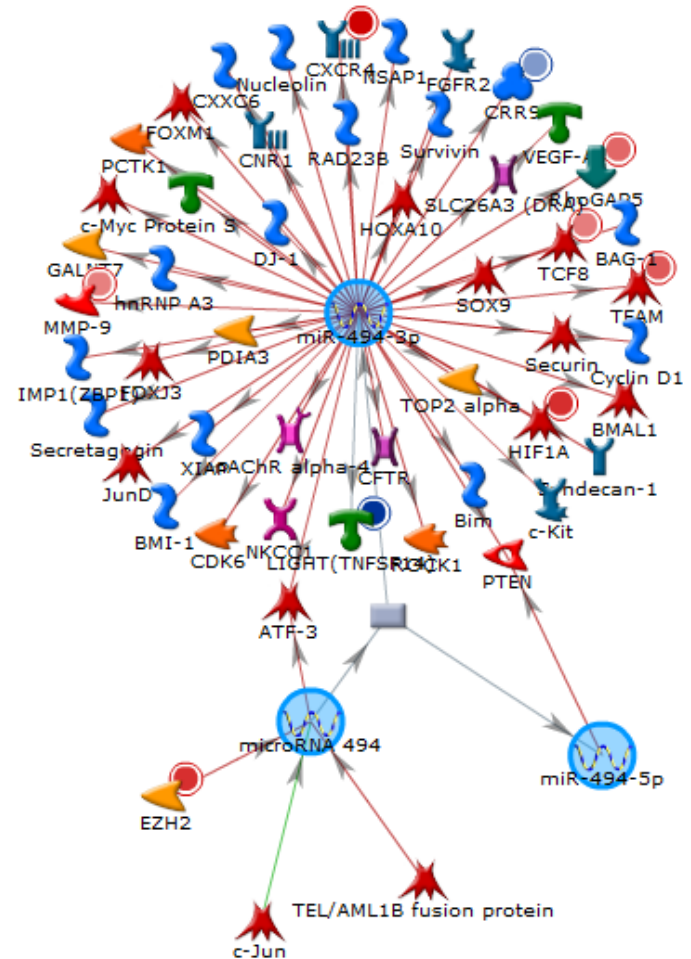 CXCR4
NSAP1
Nucleolin
FGFR2
CXXC6
CRR9
FOXM1
PCTK1
CNR1
RAD23B
Survivin
VEGF-A
SLC26A3 (DRA)
RhoGAP5
c-Myc
Protein S
HOXA10
DJ-1
BAG-1
GALNT7
TCF8
hnRNP A3
SOX9
TFAM
MMP-9
miR-494-3p
PDIA3
Securin
Cyclin D1
IMP1(ZBP1)
FOXJ3
TOP2 alpha
BMAL1
Secretagogin
HIF1A
XIAP
nAChR alpha-4
CFTR
Syndecan-1
JunD
Bim
c-Kit
BMI-1
CDK6
NKCC1
LIGHT(TNFSF14)
ROCK1
PTEN
ATF-3
microRNA 494
miR-494-5p
EZH2
TEL/AML1B fusion protein
c-Jun